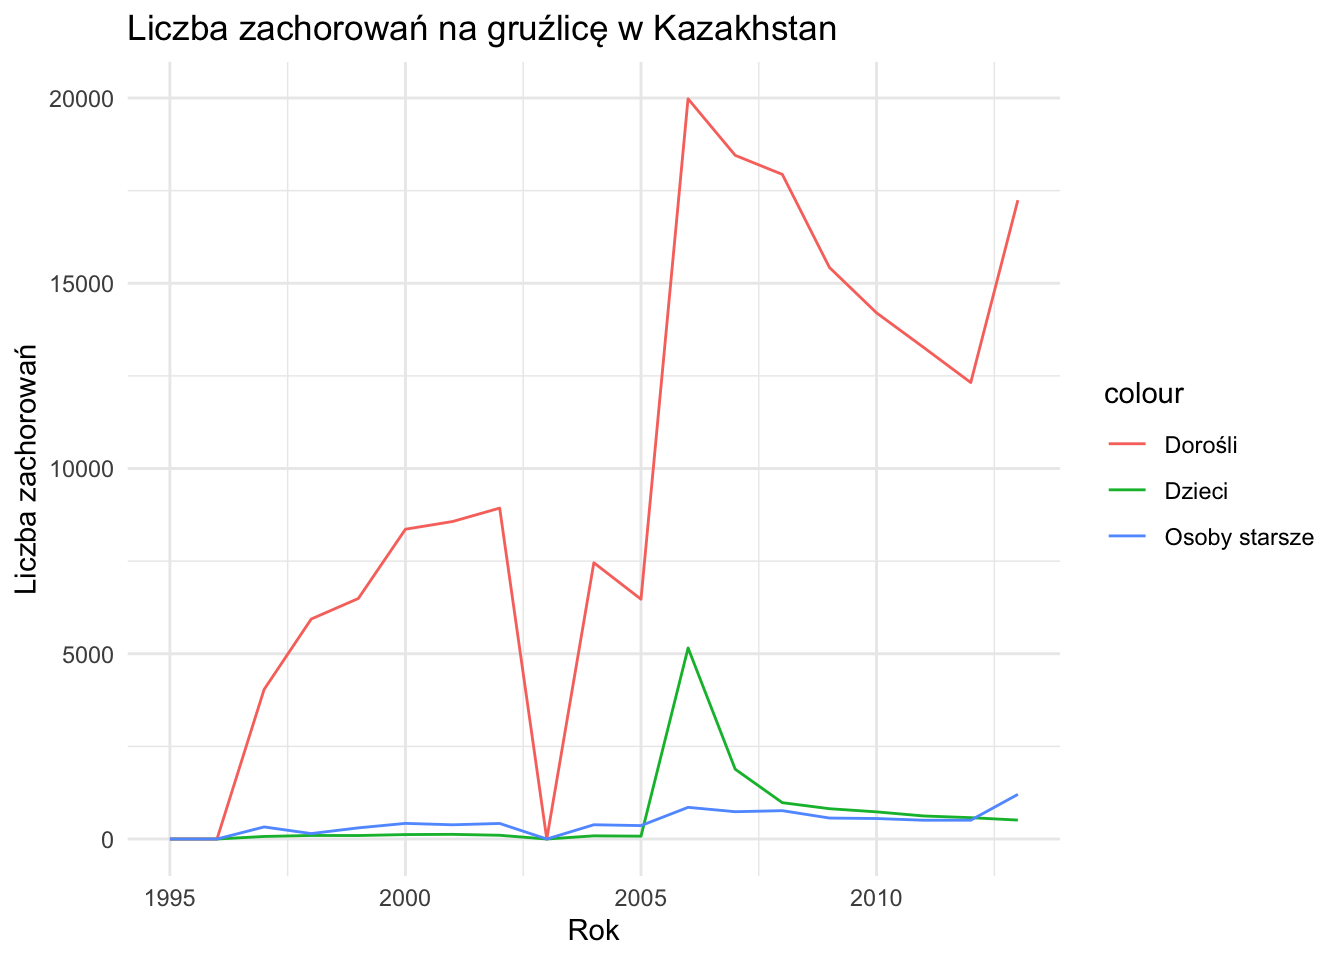 Liczba zachorowań na gruźlicę w Kazakhstan
20000
15000
10000
5000
0
Liczba zachorowań
1995
2000
2005
2010
Rok
colour
Dorośli
Dzieci
Osoby starsze